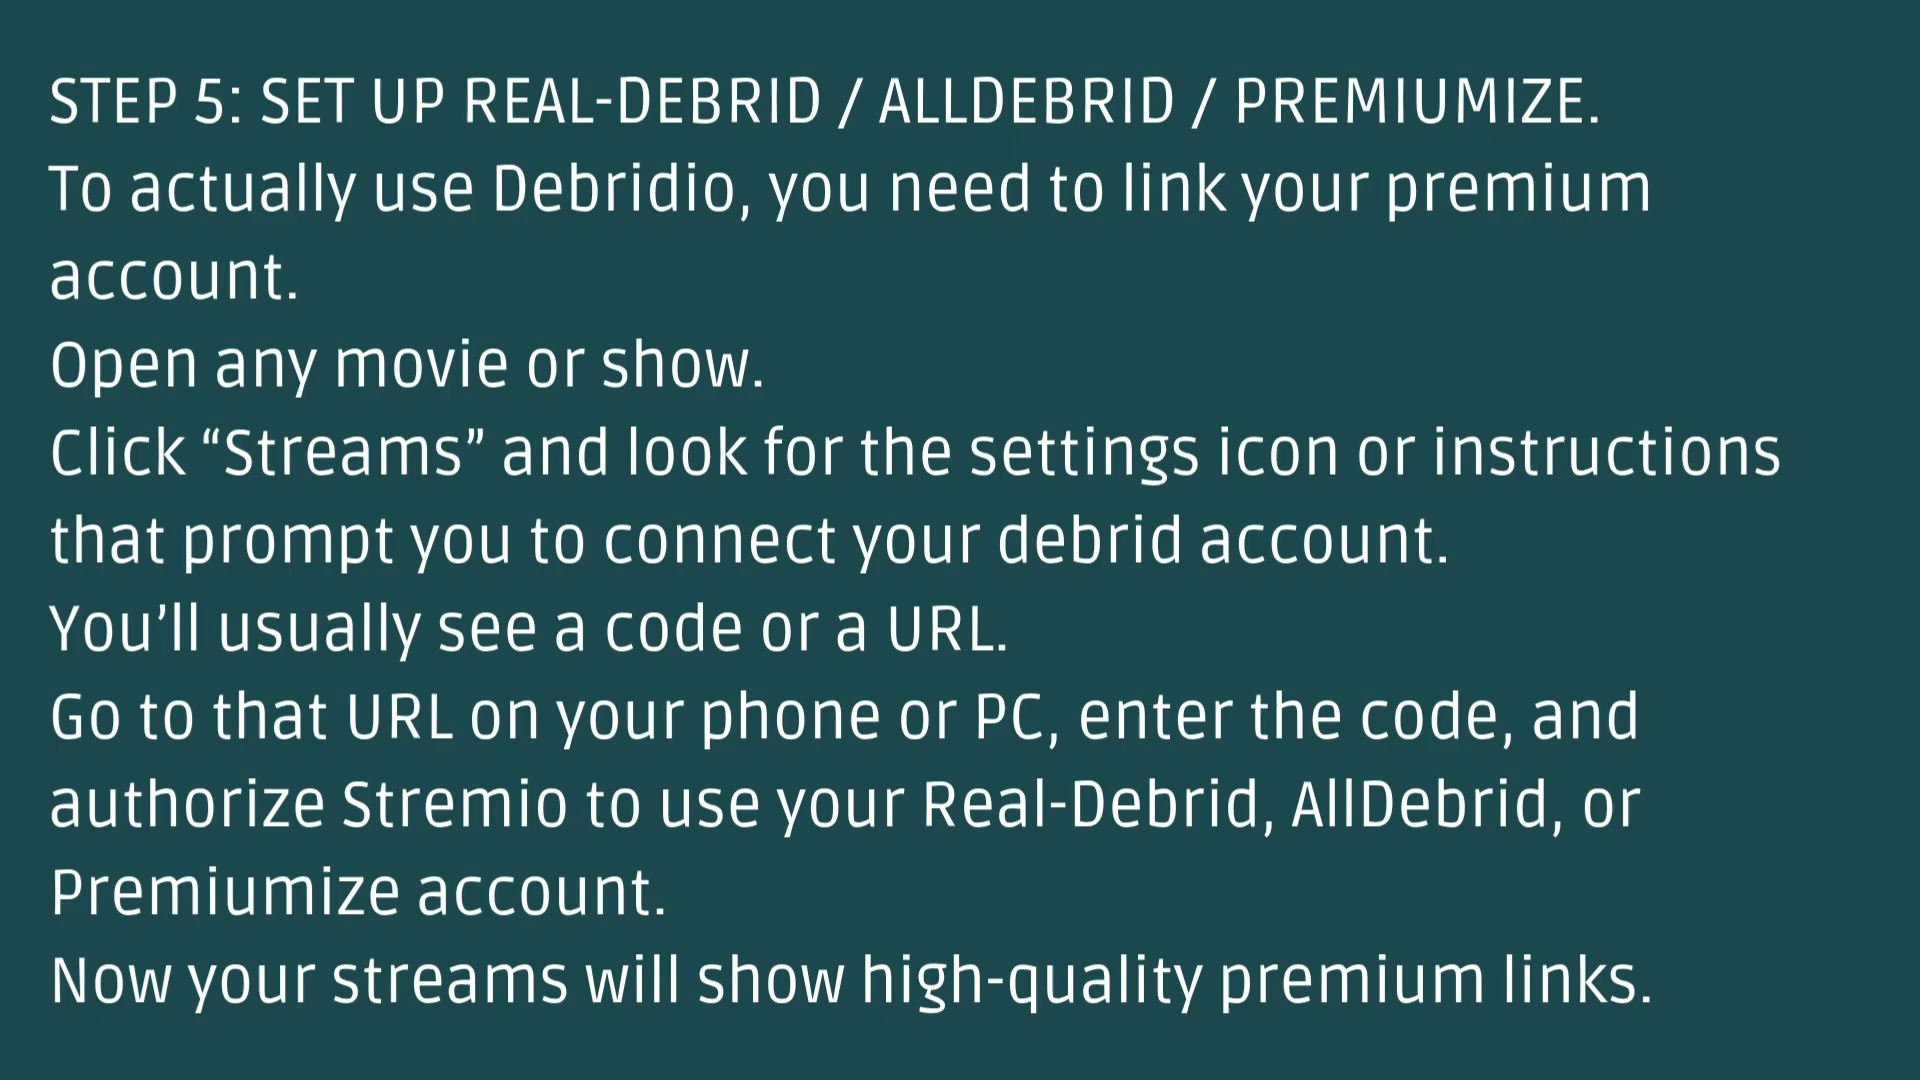 STEP 5: SET UP REAL-DEBRID / ALLDEBRID / PREMIUMIZE.
To actually use Debridio, you need to link your premium
account.
Open any movie or show.
Click “Streams” and look for the settings icon or instructions
that prompt you to connect your debrid account.
You’ll usually see a code or a URL.
Go to that URL on your phone or PC, enter the code, and
authorize Stremio to use your Real-Debrid, AllDebrid, or
Premiumize account.
Now your streams will show high-quality premium links.